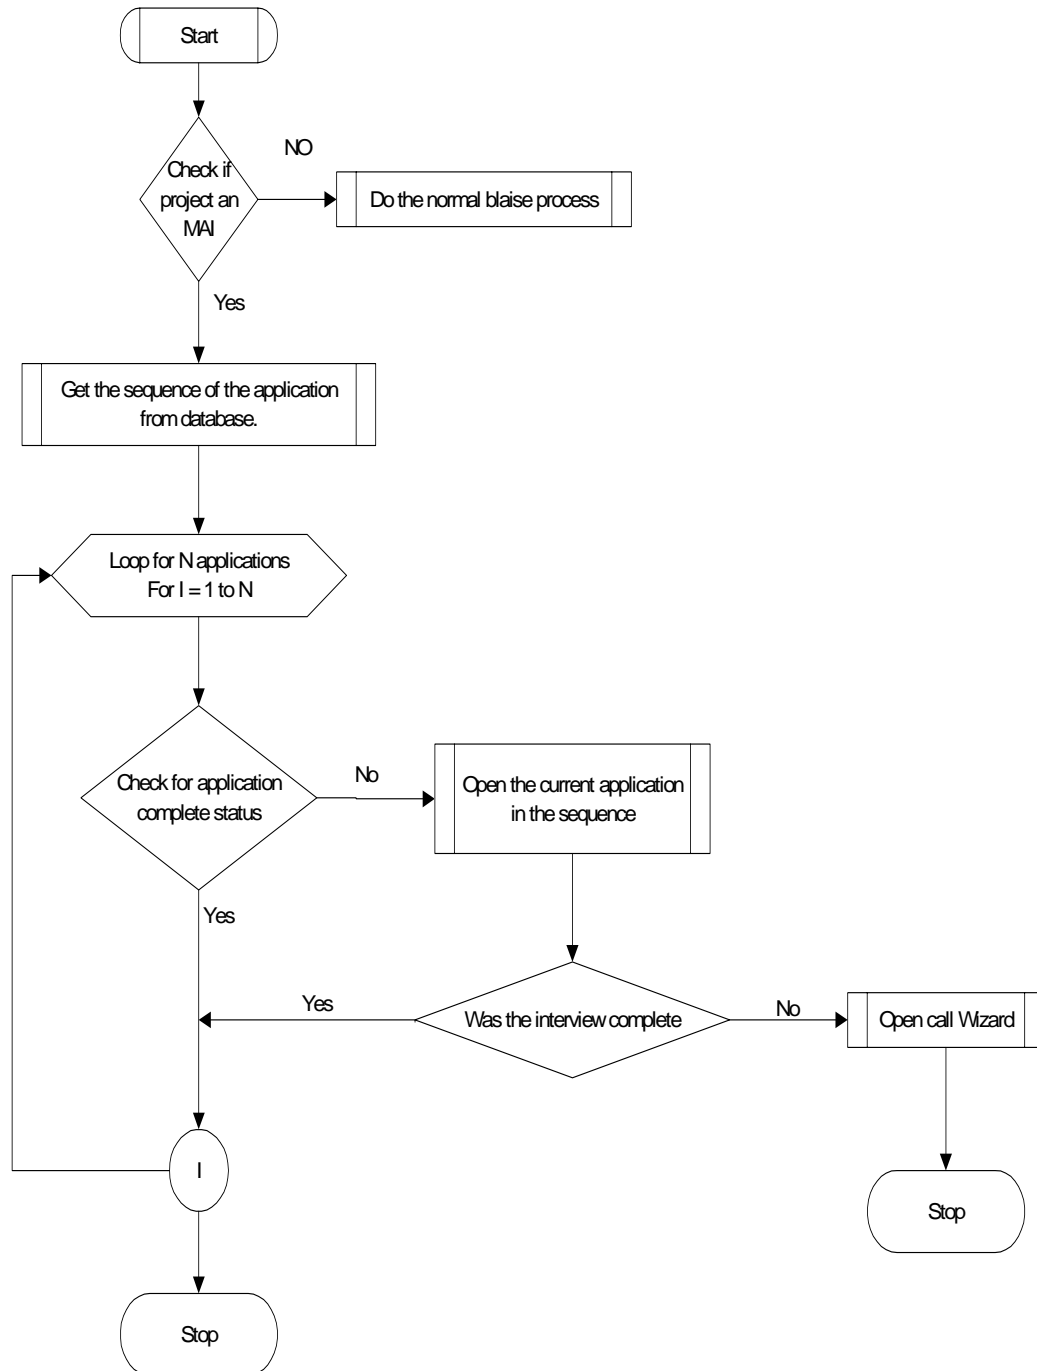 Start
Check if
project an
MAI
NO
Do the normal blaise process
Yes
Get the sequence of the application
from database.
Loop for N applications
For I = 1 to N
Check for application
complete status
No
Open the current application
in the sequence
Yes
Yes
Was the interview complete
No
Open call Wizard
I
Stop
Stop